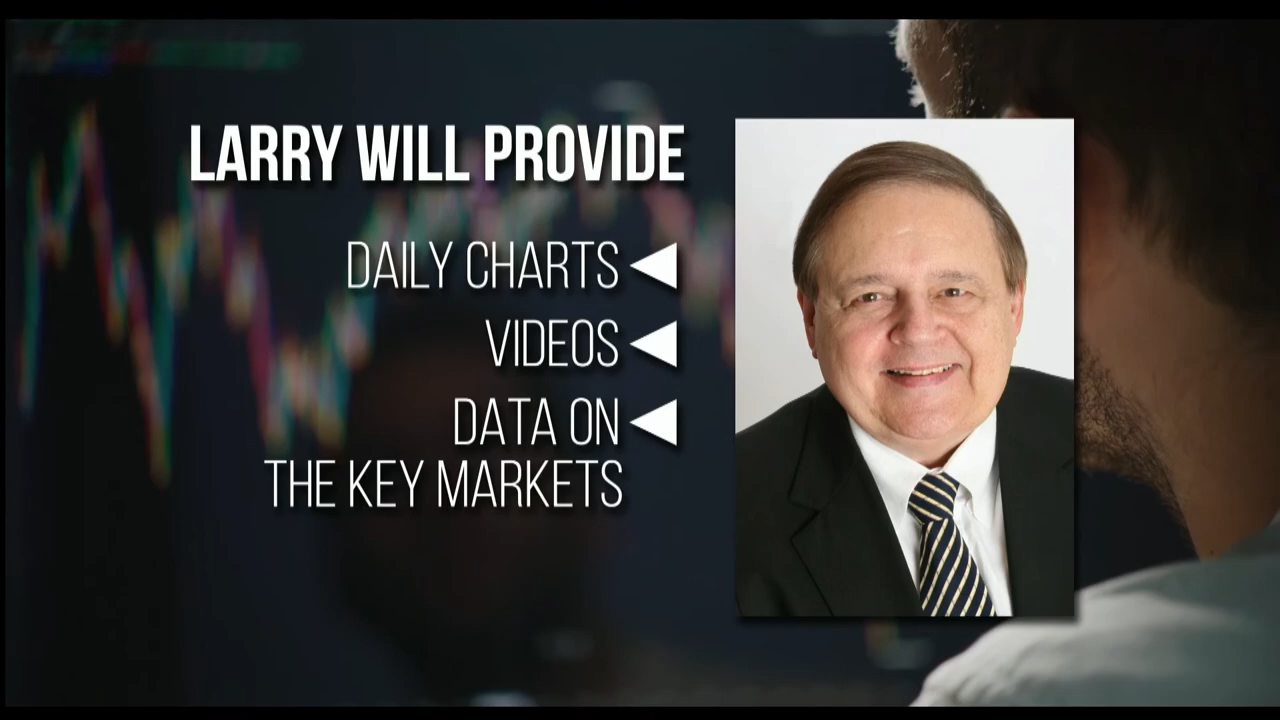 LARRY WILL PROVIDE
DAILY CHARTS
VIDEOS
DATA ON
THE KEY MARKETS